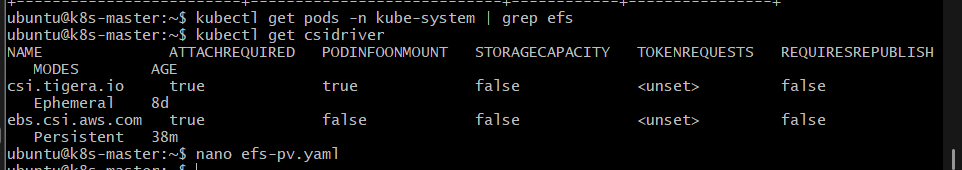 ubuntu@k8s-master:~$ kubectl get pods -n kube-system | grep efs
ubuntu@k8s-master:~$ kubectl get csidriver
NAME ATTACHREQUIRED PODINFOONMOUNT STORAGECAPACITY TOKENREQUESTS REQUIRESREPUBLISH
MODES AGE
csi.tigera.io true true false <unset> false
Ephemeral 8d
ebs.csi.aws.com true false false <unset> false
Persistent 38m
ubuntu@k8s-master:~$ nano efs-pv.yaml
ubuntu@k8s-master:~$